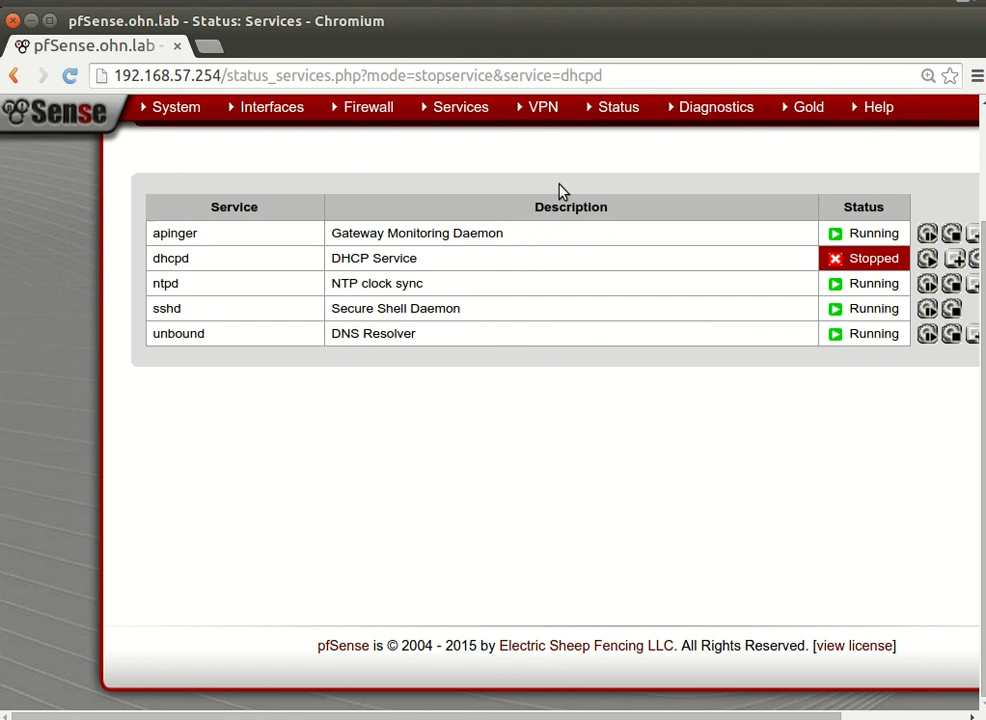 pfSense.ohn.lab - Status: Services - Chromium
pfSense.ohn.lab -
192.168.57.254/status_services.php?mode=stopservice&service=dhcpd
Sense System Interfaces Firewall Services VPN Status Diagnostics Gold Help
Service Description Status
apinger Gateway Monitoring Daemon Running
dhcpd DHCP Service Stopped
ntpd NTP clock sync Running
sshd Secure Shell Daemon Running
unbound DNS Resolver Running
pfSense is © 2004 - 2015 by Electric Sheep Fencing LLC. All Rights Reserved. [view license]